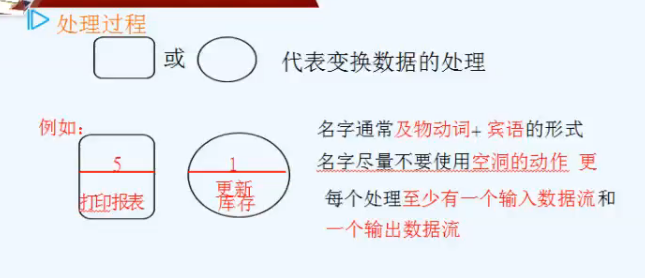 处理过程
或 代表变换数据的处理
例如：
5
打印报表
1
更新
库存
名字通常及物动词+ 宾语的形式
名字尽量不要使用空洞的动作 更
每个处理至少有一个输入数据流和
一个输出数据流